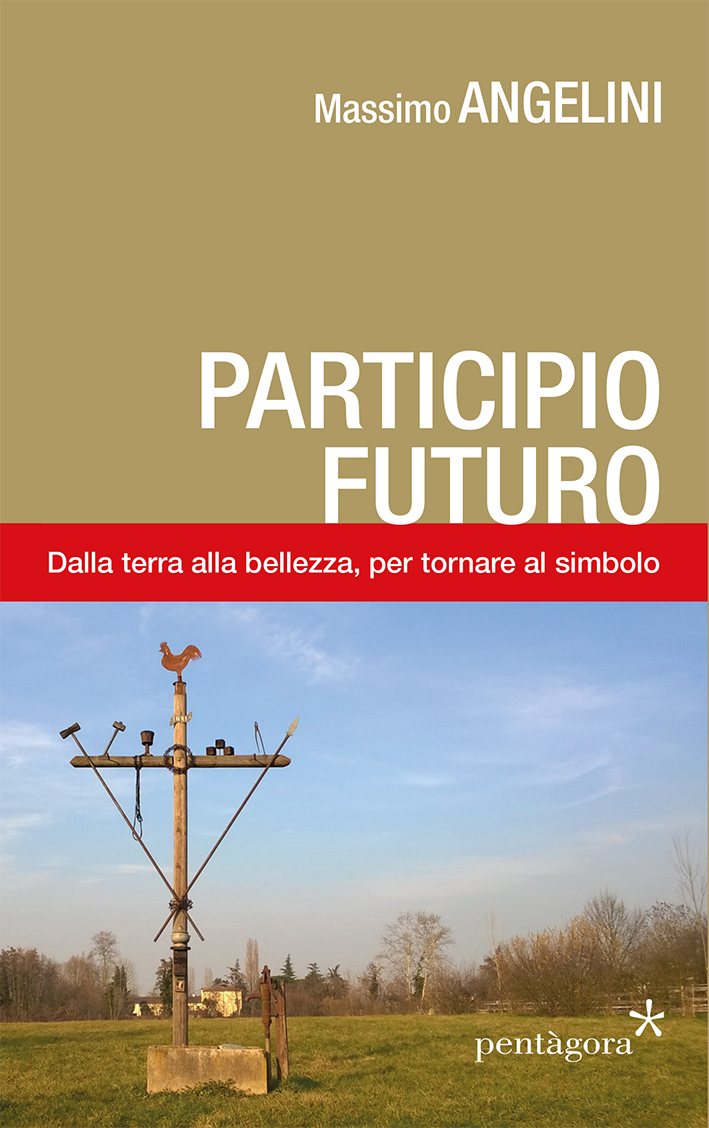 Massimo ANGELINI
PARTICIPIO
FUTURO
Dalla terra alla bellezza, per tornare al simbolo
pentàgora